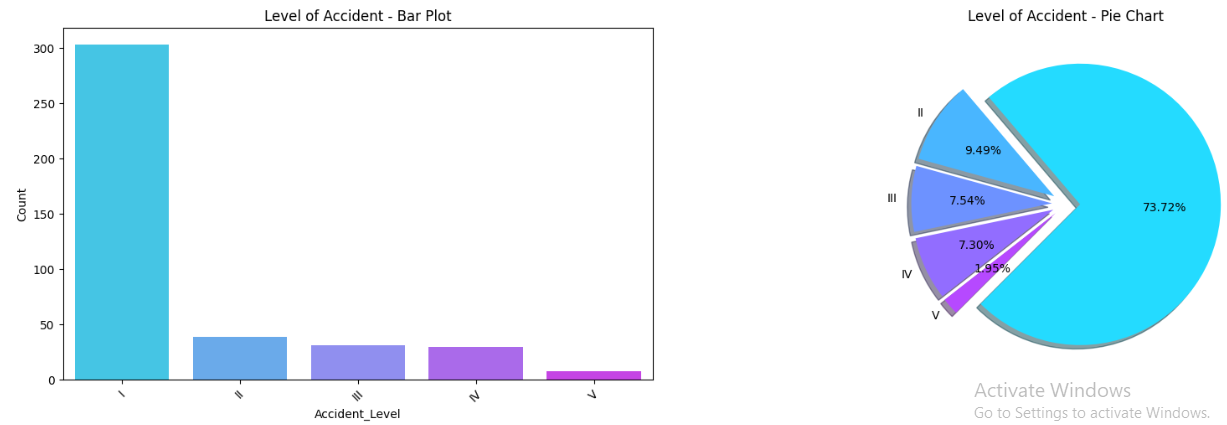 Level of Accident - Bar Plot
300
250
200
150
100
50
0
Count
I
II
III
IV
V
Accident_Level
Level of Accident - Pie Chart
II
9.49%
III
7.54%
73.72%
7.30%
1.95%
IV
V
Activate Windows
Go to Settings to activate Windows.